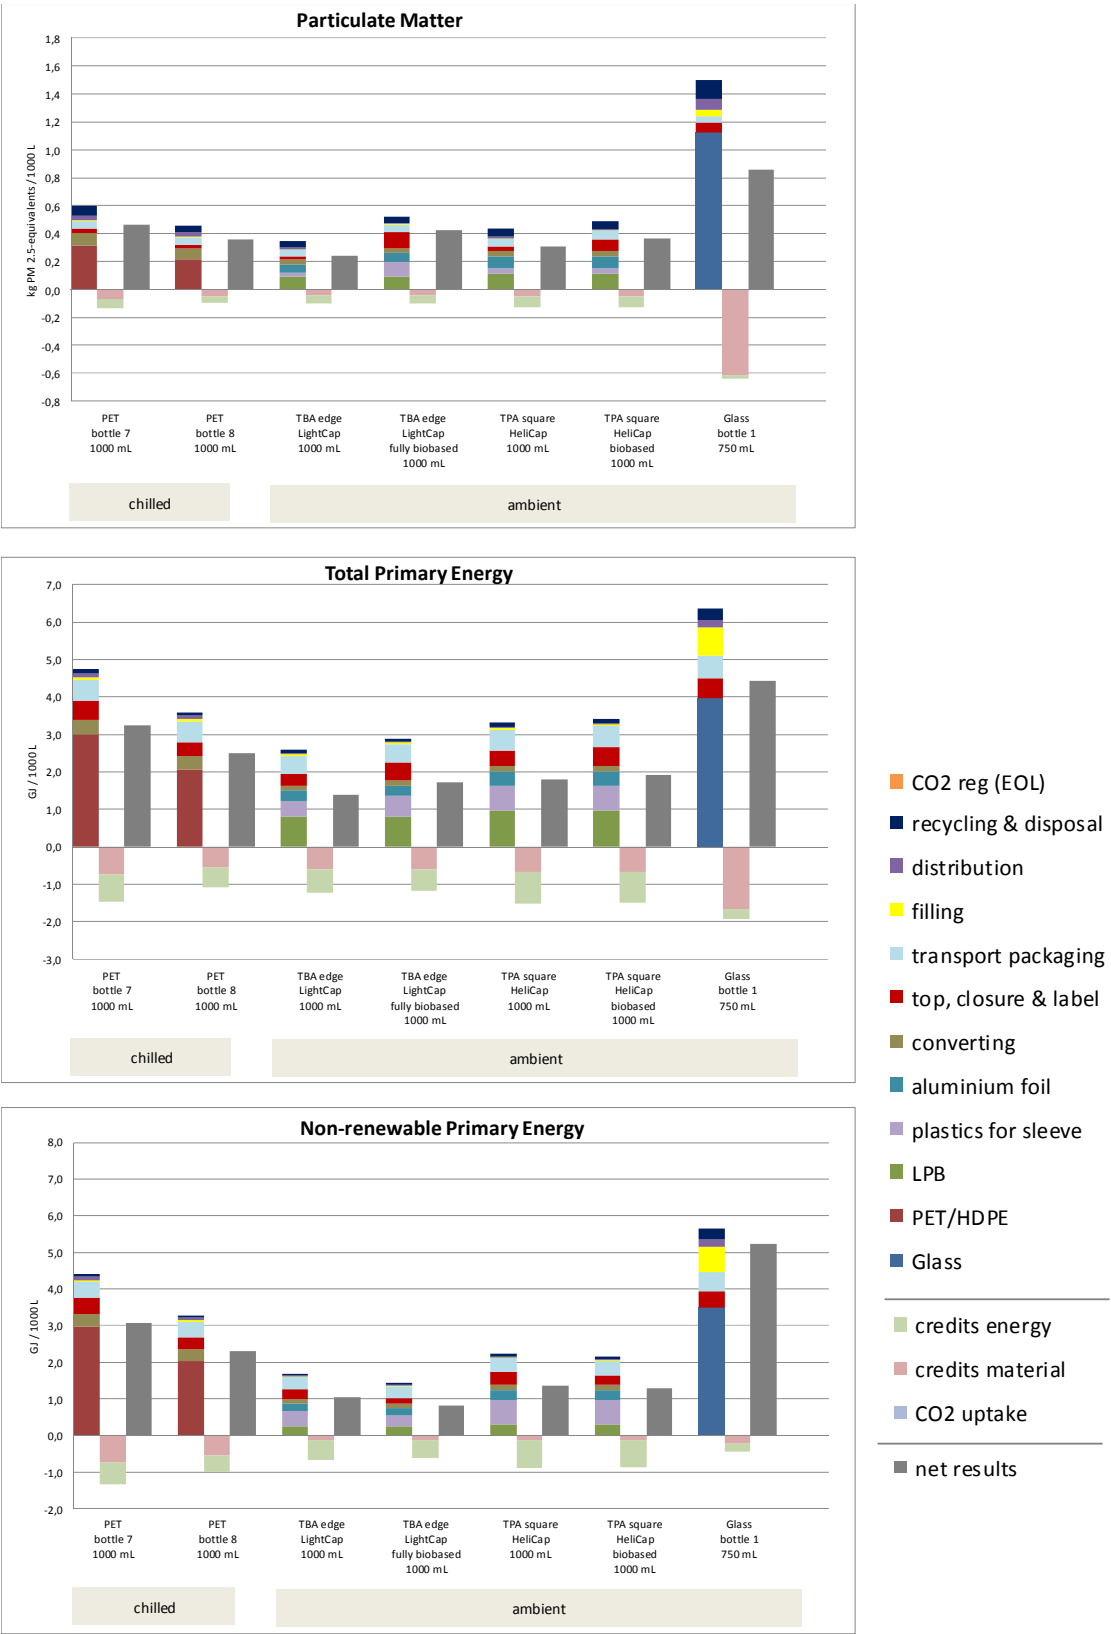 Particulate Matter
kg PM 2.5-equivalents / 1000 L
1,8
1,6
1,4
1,2
1,0
0,8
0,6
0,4
0,2
0,0
-0,2
-0,4
-0,6
-0,8
PET
bottle 7
1000 mL
PET
bottle 8
1000 mL
TBA edge
LightCap
1000 mL
TBA edge
LightCap
fully biobased
1000 mL
TPA square
HeliCap
1000 mL
TPA square
HeliCap
biobased
1000 mL
Glass
bottle 1
750 mL
chilled
ambient
Total Primary Energy
GJ / 1000 L
7,0
6,0
5,0
4,0
3,0
2,0
1,0
0,0
-1,0
-2,0
-3,0
PET
bottle 7
1000 mL
PET
bottle 8
1000 mL
TBA edge
LightCap
1000 mL
TBA edge
LightCap
fully biobased
1000 mL
TPA square
HeliCap
1000 mL
TPA square
HeliCap
biobased
1000 mL
Glass
bottle 1
750 mL
chilled
ambient
Non-renewable Primary Energy
GJ / 1000 L
8,0
7,0
6,0
5,0
4,0
3,0
2,0
1,0
0,0
-1,0
-2,0
PET
bottle 7
1000 mL
PET
bottle 8
1000 mL
TBA edge
LightCap
1000 mL
TBA edge
LightCap
fully biobased
1000 mL
TPA square
HeliCap
1000 mL
TPA square
HeliCap
biobased
1000 mL
Glass
bottle 1
750 mL
chilled
ambient
CO2 reg (EOL)
recycling & disposal
distribution
filling
transport packaging
top, closure & label
converting
aluminium foil
plastics for sleeve
LPB
PET/HDPE
Glass
credits energy
credits material
CO2 uptake
net results